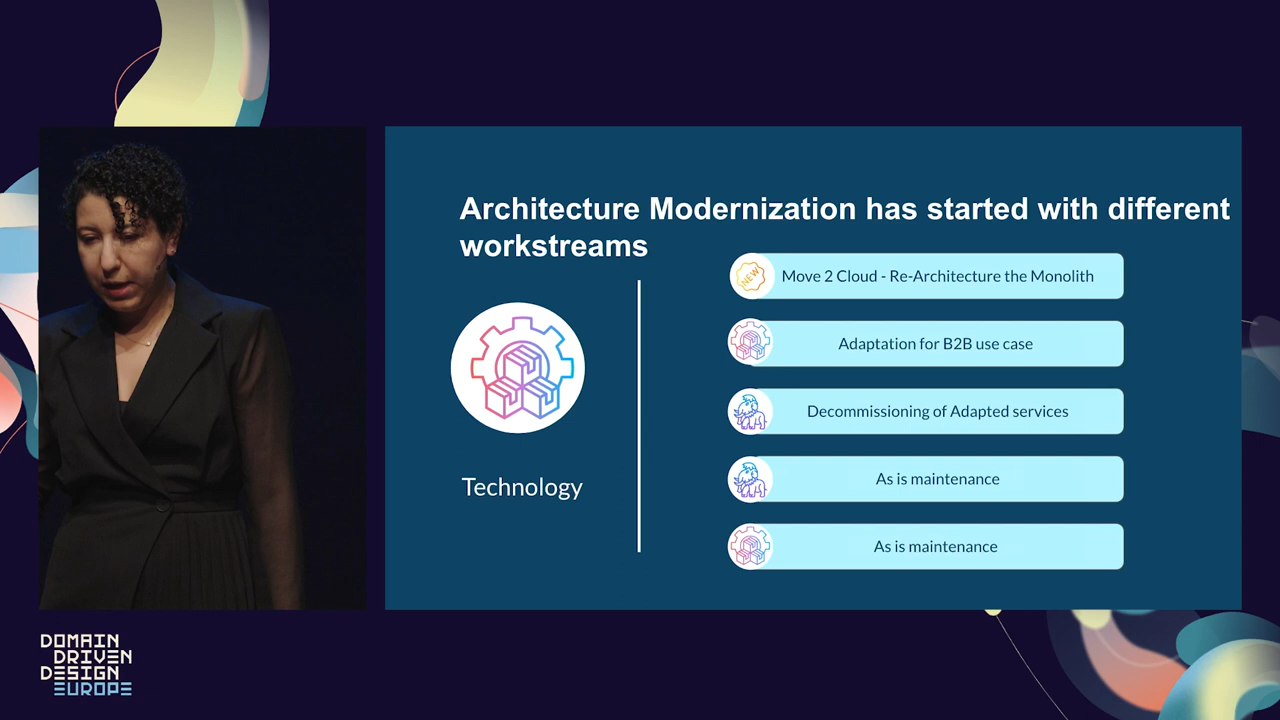 Architecture Modernization has started with different
workstreams
NEW
Move 2 Cloud - Re-Architecture the Monolith
Adaptation for B2B use case
Decommissioning of Adapted services
As is maintenance
As is maintenance
Technology
DOMAIN
DRIVEN
DESIGN
EUROPE